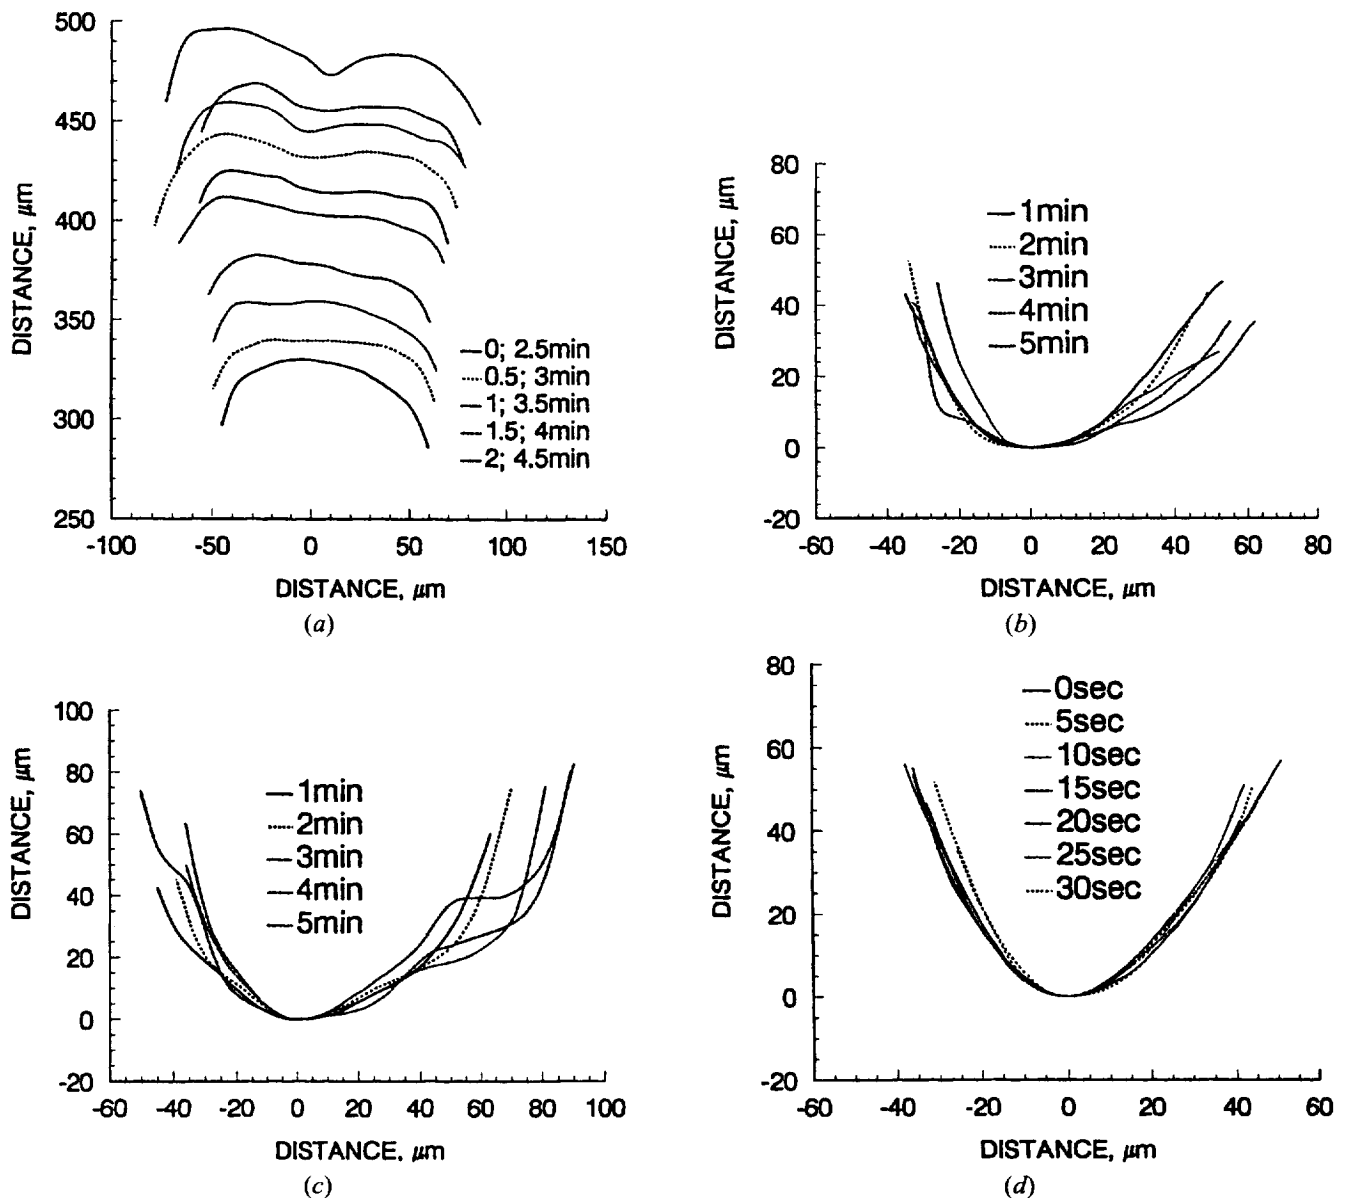 500
450
400
350
300
250
DISTANCE, μm
0; 2.5min
0.5; 3min
1; 3.5min
1.5; 4min
2; 4.5min
-100 -50 0 50 100 150
DISTANCE, μm
(a)
80
60
40
20
0
-20
DISTANCE, μm
1min
2min
3min
4min
5min
-60 -40 -20 0 20 40 60 80
DISTANCE, μm
(b)
100
80
60
40
20
0
-20
DISTANCE, μm
1min
2min
3min
4min
5min
-60 -40 -20 0 20 40 60 80 100
DISTANCE. μm
(c)
80
60
40
20
0
-20
DISTANCE, μm
0sec
5sec
10sec
15sec
20sec
25sec
30sec
-60 -40 -20 0 20 40 60
DISTANCE, μm
(d)